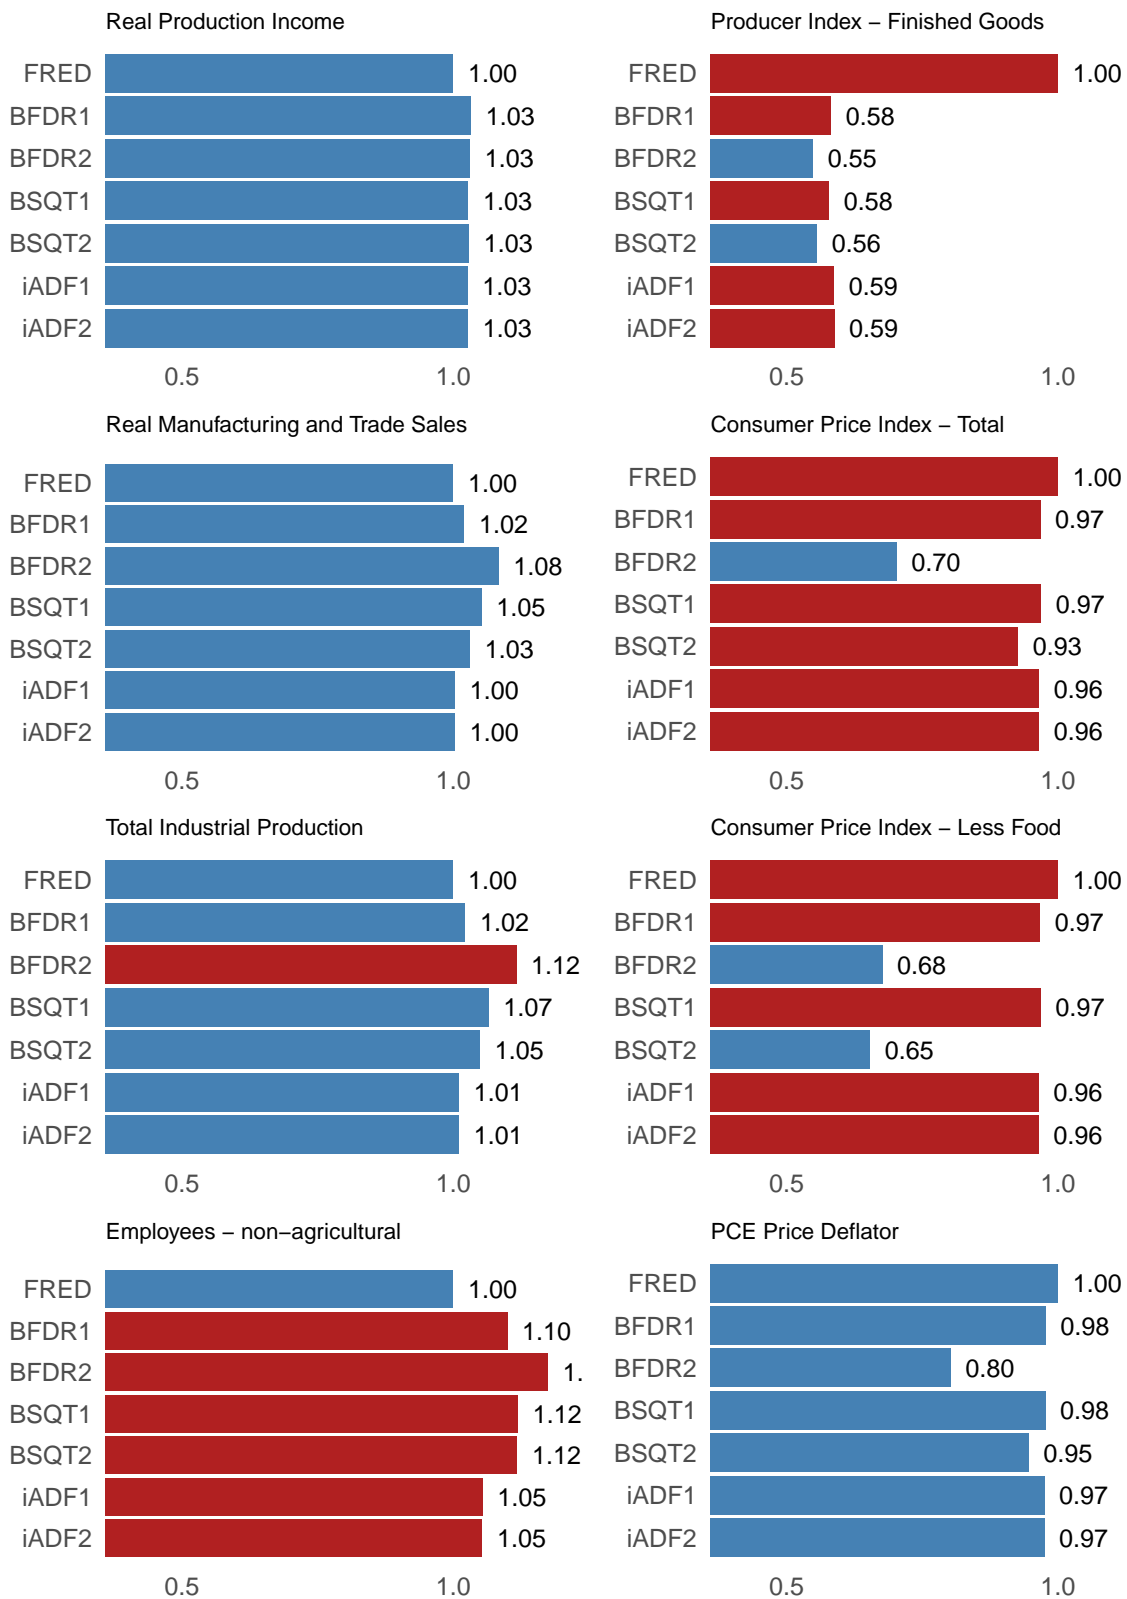 Real Production Income
FRED 1.00
BFDR1 1.03
BFDR2 1.03
BSQT1 1.03
BSQT2 1.03
iADF1 1.03
iADF2 1.03
0.5 1.0
Producer Index − Finished Goods
FRED 1.00
BFDR1 0.58
BFDR2 0.55
BSQT1 0.58
BSQT2 0.56
iADF1 0.59
iADF2 0.59
0.5 1.0
Real Manufacturing and Trade Sales
FRED 1.00
BFDR1 1.02
BFDR2 1.08
BSQT1 1.05
BSQT2 1.03
iADF1 1.00
iADF2 1.00
0.5 1.0
Consumer Price Index − Total
FRED 1.00
BFDR1 0.97
BFDR2 0.70
BSQT1 0.97
BSQT2 0.93
iADF1 0.96
iADF2 0.96
0.5 1.0
Total Industrial Production
FRED 1.00
BFDR1 1.02
BFDR2 1.12
BSQT1 1.07
BSQT2 1.05
iADF1 1.01
iADF2 1.01
0.5 1.0
Consumer Price Index − Less Food
FRED 1.00
BFDR1 0.97
BFDR2 0.68
BSQT1 0.97
BSQT2 0.65
iADF1 0.96
iADF2 0.96
0.5 1.0
Employees − non−agricultural
FRED 1.00
BFDR1 1.10
BFDR2 1.
BSQT1 1.12
BSQT2 1.12
iADF1 1.05
iADF2 1.05
0.5 1.0
PCE Price Deflator
FRED 1.00
BFDR1 0.98
BFDR2 0.80
BSQT1 0.98
BSQT2 0.95
iADF1 0.97
iADF2 0.97
0.5 1.0